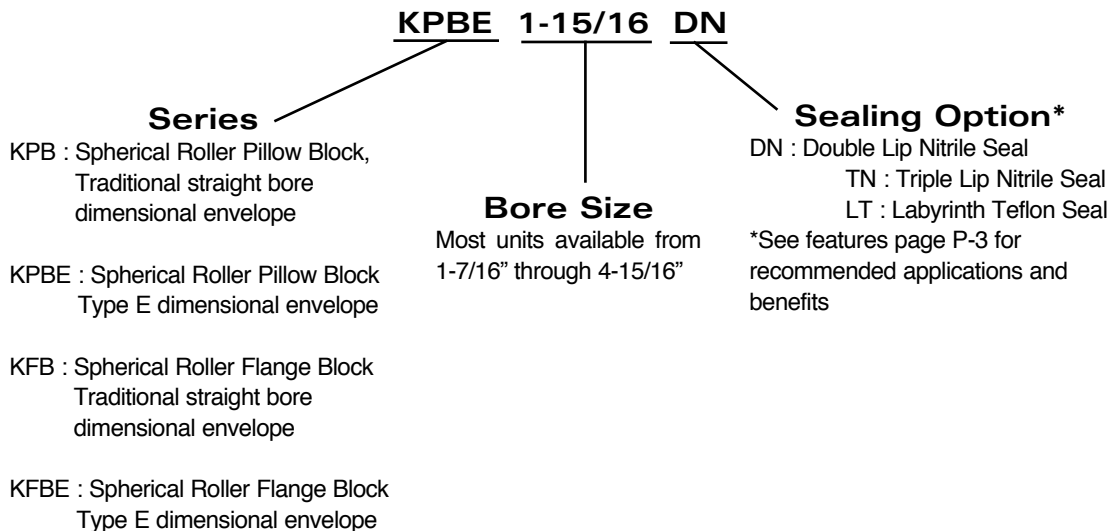 KPBE 1-15/16 DN
Series
KPB : Spherical Roller Pillow Block,
Traditional straight bore
dimensional envelope
KPBE : Spherical Roller Pillow Block
Type E dimensional envelope
KFB : Spherical Roller Flange Block
Traditional straight bore
dimensional envelope
KFBE : Spherical Roller Flange Block
Type E dimensional envelope
Bore Size
Most units available from
1-7/16” through 4-15/16”
Sealing Option*
DN : Double Lip Nitrile Seal
TN : Triple Lip Nitrile Seal
LT : Labyrinth Teflon Seal
*See features page P-3 for
recommended applications and
benefits